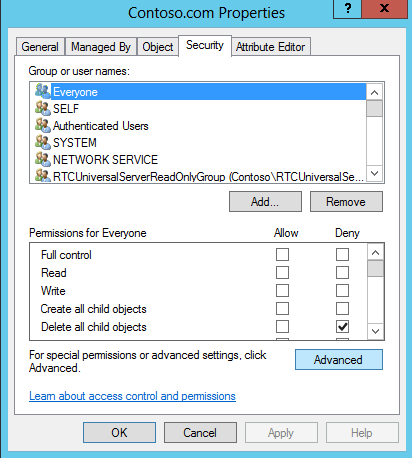 Contoso.com Properties
?
x
General
Managed By
Object
Security
Attribute Editor
Group or user names:
Everyone
SELF
Authenticated Users
SYSTEM
NETWORK SERVICE
RTCUniversalServerReadOnlyGroup (Contoso\RTCUniversalSe...
Add...
Remove
Permissions for Everyone
Allow
Deny
Full control
Read
Write
Create all child objects
Delete all child objects
For special permissions or advanced settings, click
Advanced.
Advanced
Learn about access control and permissions
OK
Cancel
Apply
Help